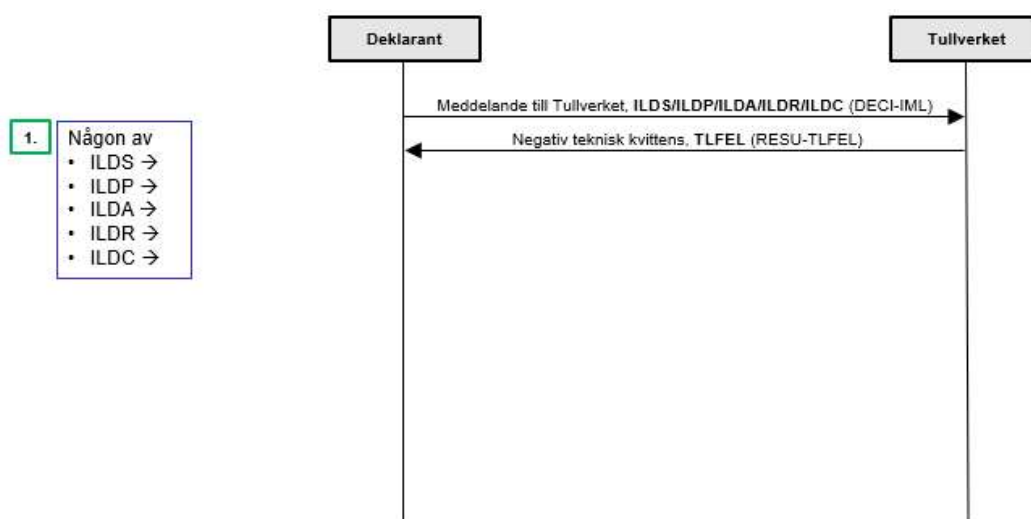 Deklarant
Tullverket
Meddelande till Tullverket, ILDS/ILDP/ILDA/ILDR/ILDC (DECI-IML)
Negativ teknisk kvittens, TLFEL (RESU-TLFEL)
1.
Någon av
• ILDS →
• ILDP →
• ILDA →
• ILDR →
• ILDC →